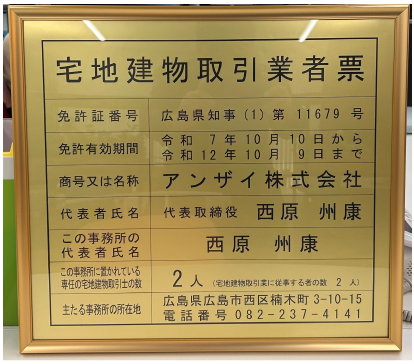 宅地建物取引業者票
免許証番号 広島県知事(1)第 11679 号
免許有効期間 令和 7年10月10日から
令和12年10月 9日まで
商号又は名称 アンザイ株式会社
代表者氏名 代表取締役 西原 州康
この事務所の
代表者氏名 西原 州康
この事務所に置かれている
専任の宅地建物取引士の数 2人 (宅地建物取引業に従事する者の数 2人)
主たる事務所の所在地 広島県広島市西区楠木町3-10-15
電話番号 082-237-4141